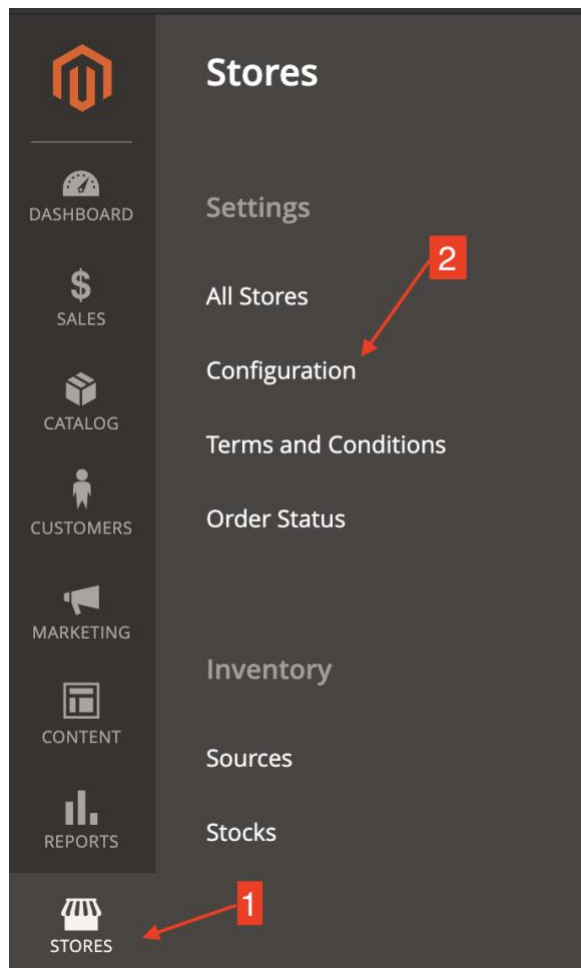 Stores
DASHBOARD
SALES
CATALOG
CUSTOMERS
MARKETING
CONTENT
REPORTS
STORES
1
Settings
2
All Stores
Configuration
Terms and Conditions
Order Status
Inventory
Sources
Stocks